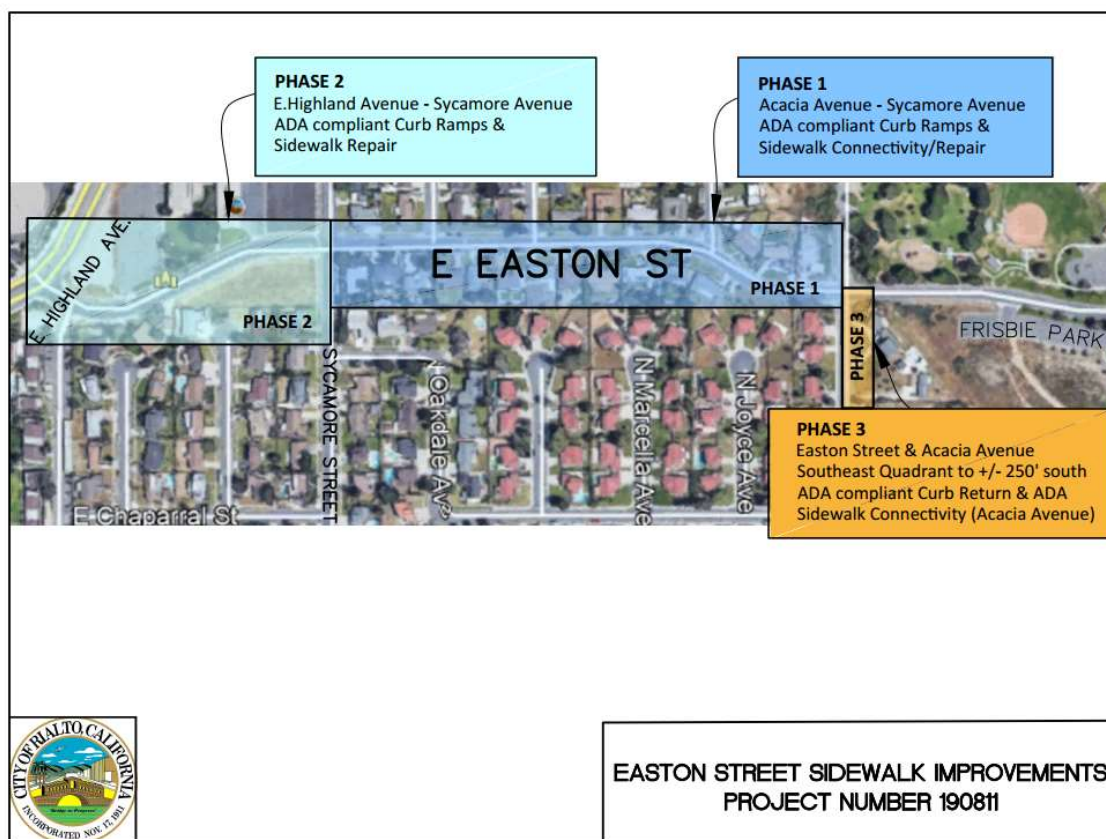 PHASE 2
E.Highland Avenue - Sycamore Avenue
ADA compliant Curb Ramps &
Sidewalk Repair
PHASE 1
Acacia Avenue - Sycamore Avenue
ADA compliant Curb Ramps &
Sidewalk Connectivity/Repair
E HIGHLAND AVE.
E EASTON ST
PHASE 1
PHASE 2
PHASE 3
FRISBIE PARK
SYCAMORE STREET
N Oakdale Ave
N Marcella Ave
N Joyce Ave
E Chaparral St
PHASE 3
Easton Street & Acacia Avenue
Southeast Quadrant to +/- 250' south
ADA compliant Curb Return & ADA
Sidewalk Connectivity (Acacia Avenue)
CITY OF RIALTO, CALIFORNIA
INCORPORATED NOV. 17, 1911
EASTON STREET SIDEWALK IMPROVEMENTS
PROJECT NUMBER 190811